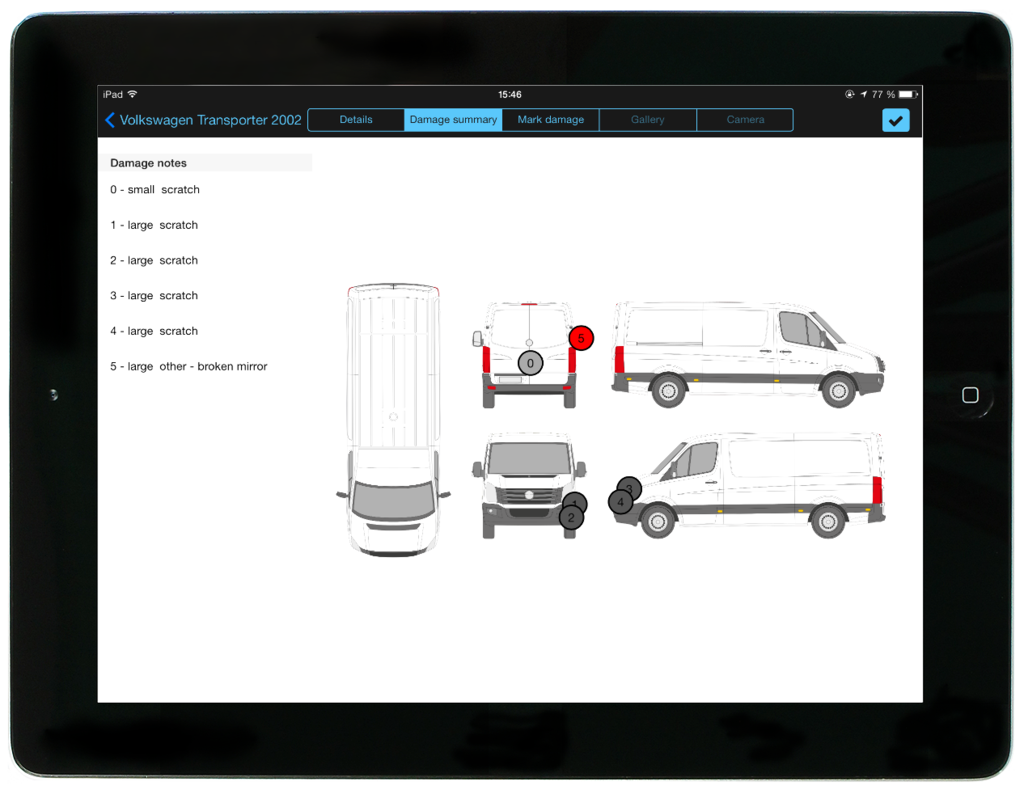 iPad 15:46 77 %
Volkswagen Transporter 2002 Details Damage summary Mark damage Gallery Camera
Damage notes
0 - small scratch
1 - large scratch
2 - large scratch
3 - large scratch
4 - large scratch
5 - large other - broken mirror
5
0
3
4
1
2